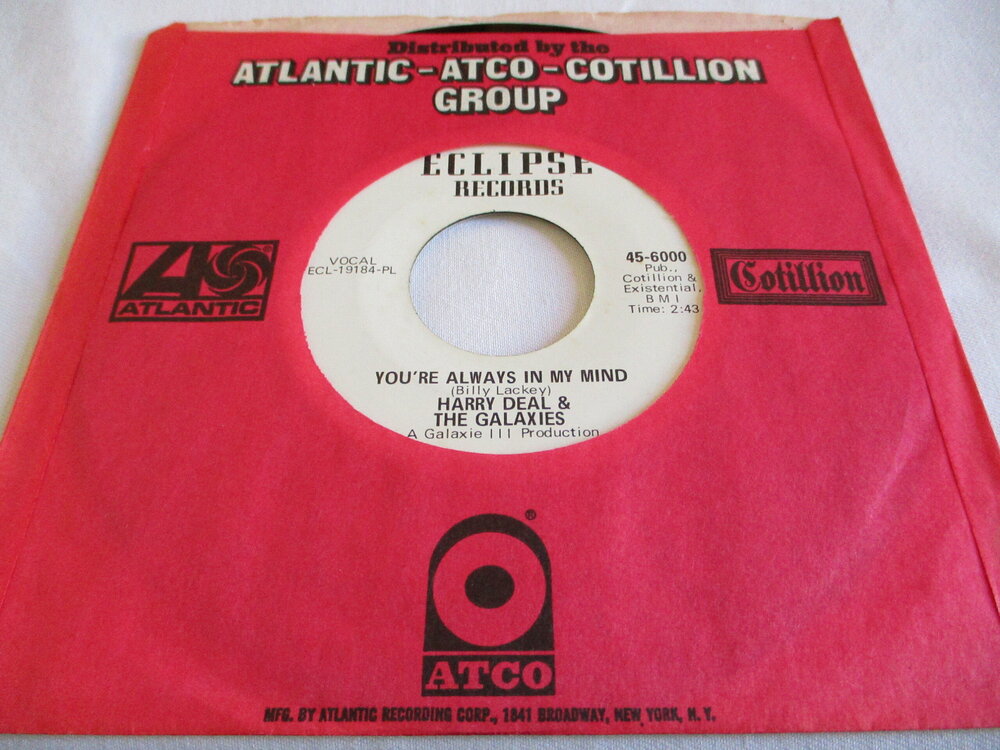 Distributed by the
ATLANTIC-ATCO-COTILLION
GROUP
ECLIPSE
RECORDS
VOCAL
ECL-19184-PL
45-6000
Pub.,
Cotillion &
Existential,
B M I
Time: 2:43
ATLANTIC
®
Cotillion
YOU'RE ALWAYS IN MY MIND
(Billy Lackey)
HARRY DEAL &
THE GALAXIES
A Galaxie III Production
®
ATCO
MFG. BY ATLANTIC RECORDING CORP., 1841 BROADWAY, NEW YORK, N. Y.